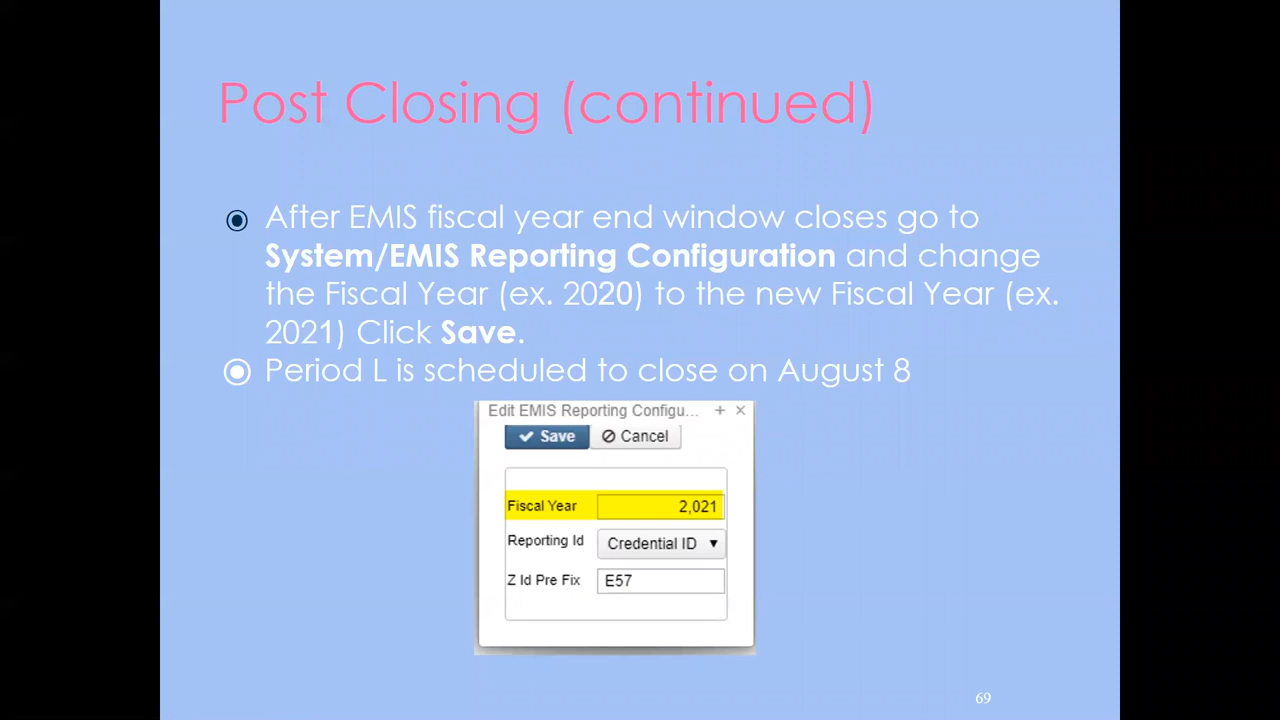 Post Closing (continued)
After EMIS fiscal year end window closes go to
System/EMIS Reporting Configuration and change
the Fiscal Year (ex. 2020) to the new Fiscal Year (ex.
2021) Click Save.
Period L is scheduled to close on August 8
Edit EMIS Reporting Configu...
Save Cancel
Fiscal Year 2,021
Reporting Id Credential ID
Z Id Pre Fix E57
69